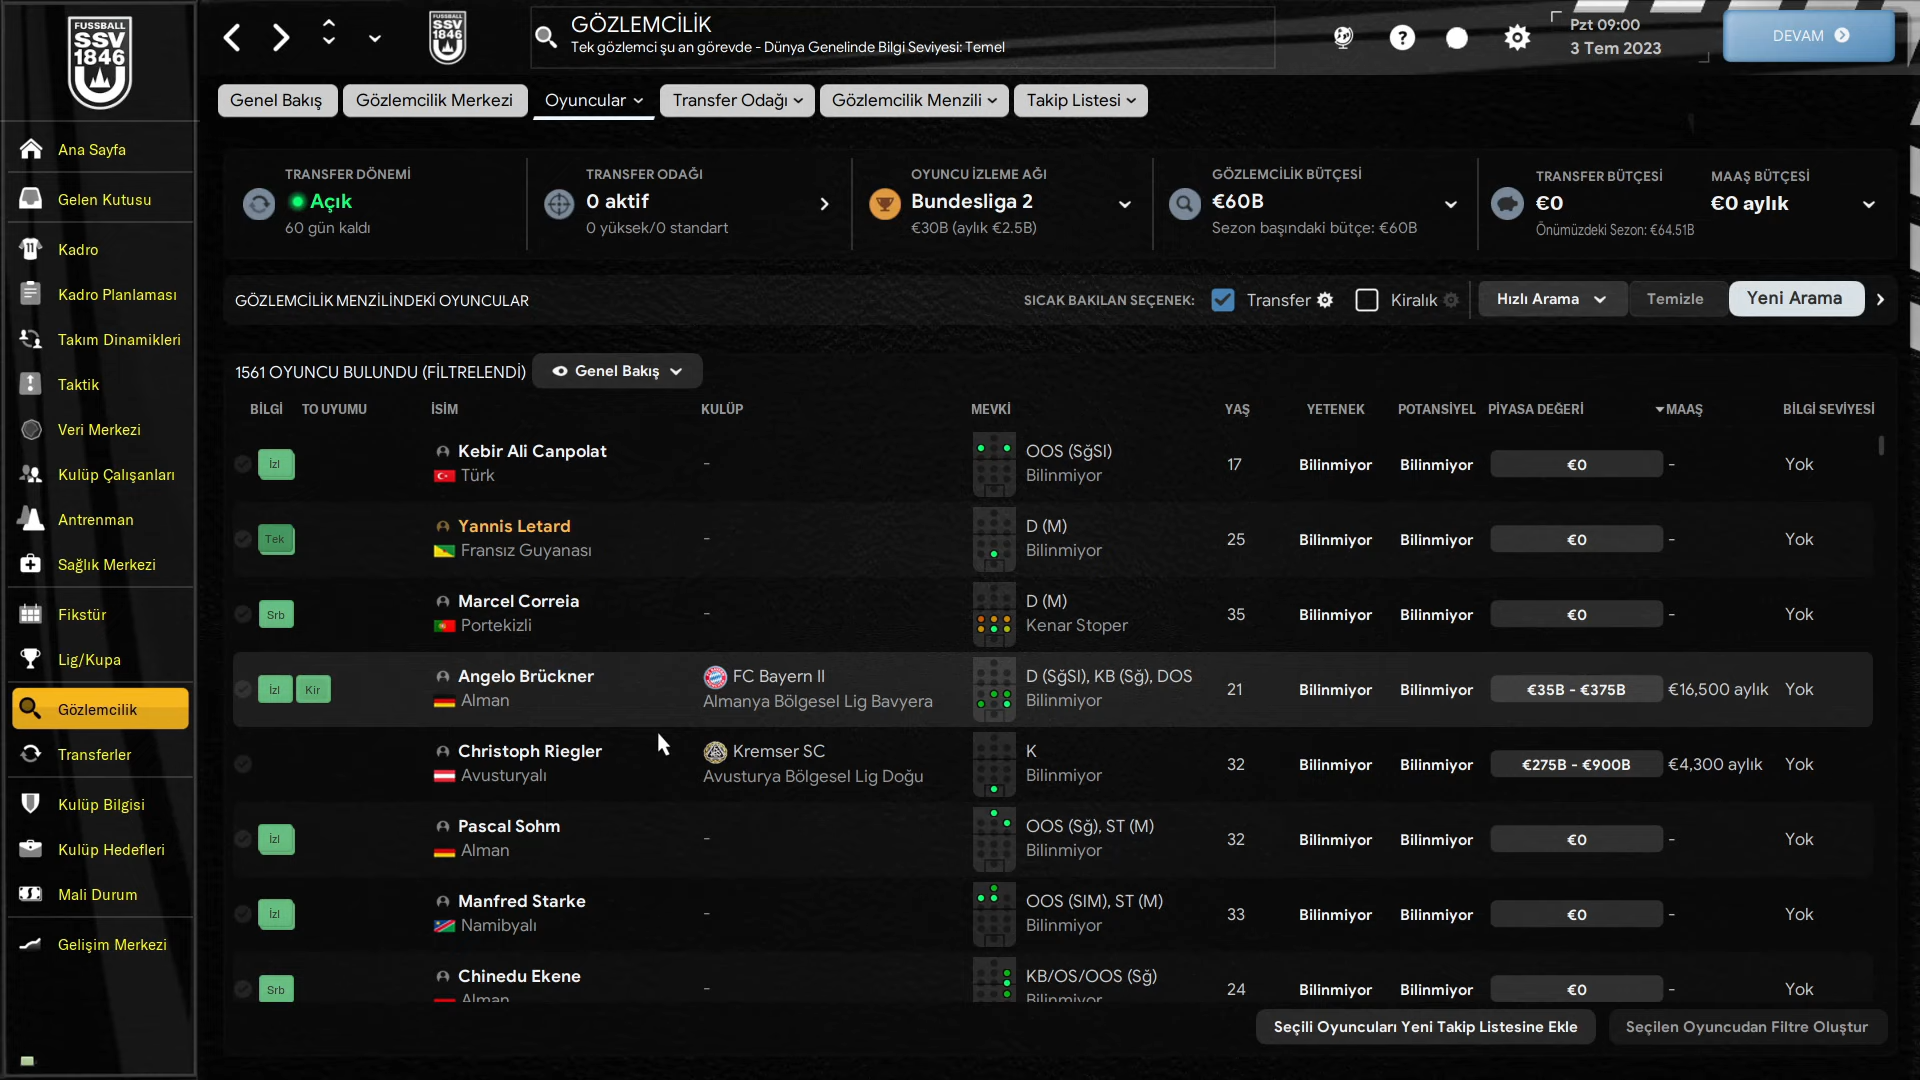 FUSSBALL
SSV
1846
FUSSBALL
SSV
1846
GÖZLEMCİLİK
Tek gözlemci şu an görevde - Dünya Genelinde Bilgi Seviyesi: Temel
Pzt 09:00
3 Tem 2023
DEVAM
Genel Bakış
Gözlemcilik Merkezi
Oyuncular
Transfer Odağı
Gözlemcilik Menzili
Takip Listesi
Ana Sayfa
Gelen Kutusu
Kadro
Kadro Planlaması
Takım Dinamikleri
Taktik
Veri Merkezi
Kulüp Çalışanları
Antrenman
Sağlık Merkezi
Fikstür
Lig/Kupa
Gözlemcilik
Transferler
Kulüp Bilgisi
Kulüp Hedefleri
Mali Durum
Gelişim Merkezi
TRANSFER DÖNEMİ
Açık
60 gün kaldı
TRANSFER ODAĞI
0 aktif
0 yüksek/0 standart
OYUNCU İZLEME AĞI
Bundesliga 2
€30B (aylık €2.5B)
GÖZLEMCİLİK BÜTÇESİ
€60B
Sezon başındaki bütçe: €60B
TRANSFER BÜTÇESİ
€0
Önümüzdeki Sezon: €64.51B
MAAŞ BÜTÇESİ
€0 aylık
GÖZLEMCİLİK MENZİLİNDEKİ OYUNCULAR
SICAK BAKILAN SEÇENEK:
Transfer
Kiralık
Hızlı Arama
Temizle
Yeni Arama
1561 OYUNCU BULUNDU (FİLTRELENDİ)
Genel Bakış
BİLGİ TO UYUMU İSİM KULÜP MEVKİ YAŞ YETENEK POTANSİYEL PİYASA DEĞERİ MAAŞ BİLGİ SEVİYESİ
İzl Kebir Ali Canpolat - OOS (SğSl) 17 Bilinmiyor Bilinmiyor €0 - Yok
Türk Bilinmiyor
Tek Yannis Letard - D (M) 25 Bilinmiyor Bilinmiyor €0 - Yok
Fransız Guyanası Bilinmiyor
Srb Marcel Correia - D (M) 35 Bilinmiyor Bilinmiyor €0 - Yok
Portekizli Kenar Stoper
İzl Kir Angelo Brückner FC Bayern II D (SğSl), KB (Sğ), DOS 21 Bilinmiyor Bilinmiyor €35B - €375B €16,500 aylık Yok
Alman Almanya Bölgesel Lig Bavyera Bilinmiyor
Christoph Riegler Kremser SC K 32 Bilinmiyor Bilinmiyor €275B - €900B €4,300 aylık Yok
Avusturyalı Avusturya Bölgesel Lig Doğu Bilinmiyor
İzl Pascal Sohm - OOS (Sğ), ST (M) 32 Bilinmiyor Bilinmiyor €0 - Yok
Alman Bilinmiyor
İzl Manfred Starke - OOS (SlM), ST (M) 33 Bilinmiyor Bilinmiyor €0 - Yok
Namibyalı Bilinmiyor
Srb Chinedu Ekene - KB/OS/OOS (Sğ) 24 Bilinmiyor Bilinmiyor €0 - Yok
Alman Bilinmiyor
Seçili Oyuncuları Yeni Takip Listesine Ekle
Seçilen Oyuncudan Filtre Oluştur